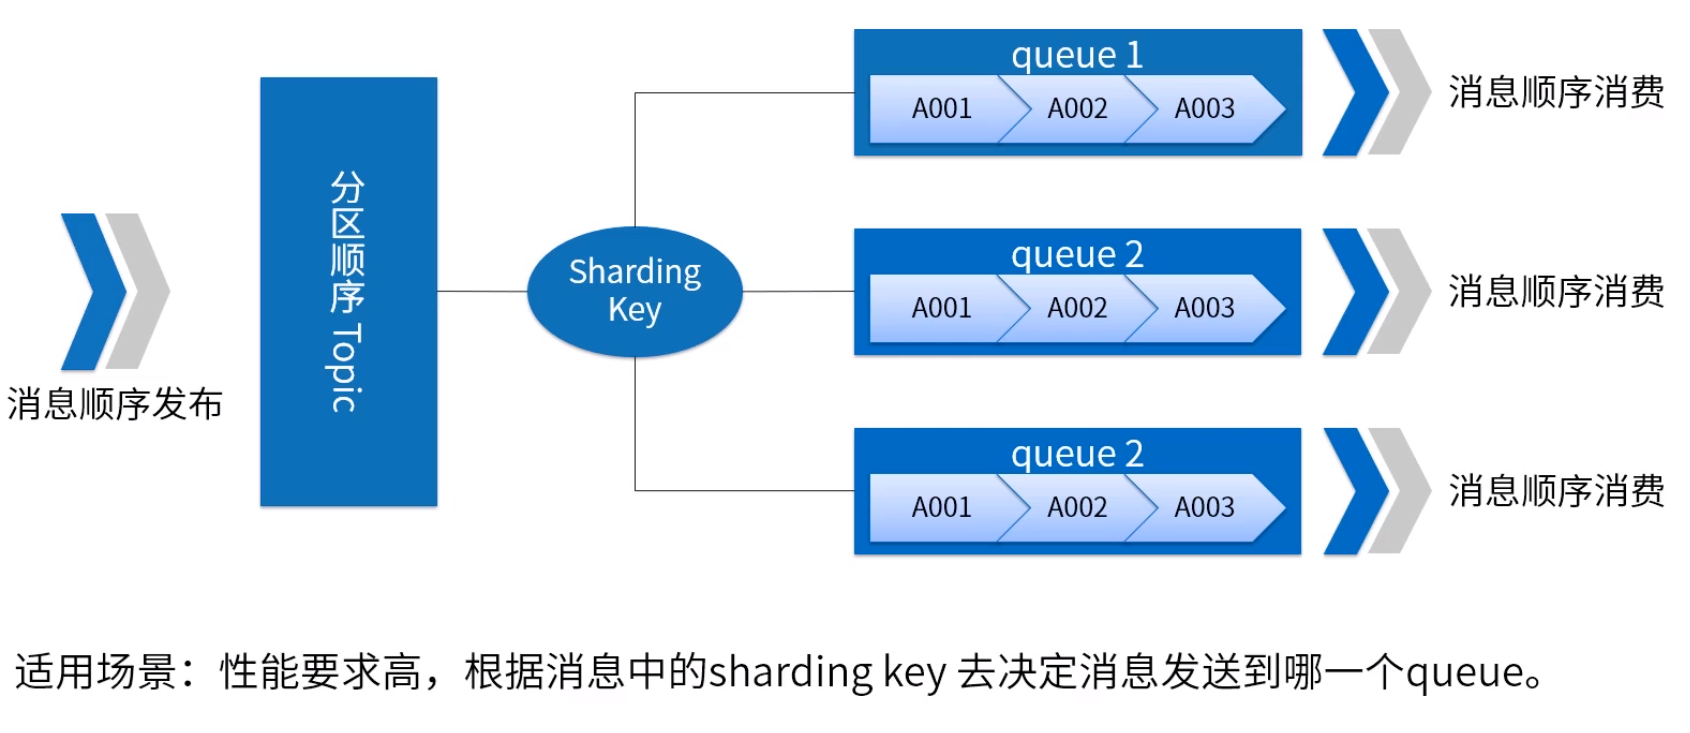 消息顺序发布
分区顺序 Topic
Sharding
Key
queue 1
A001 A002 A003
消息顺序消费
queue 2
A001 A002 A003
消息顺序消费
queue 2
A001 A002 A003
消息顺序消费
适用场景：性能要求高，根据消息中的sharding key 去决定消息发送到哪一个queue。